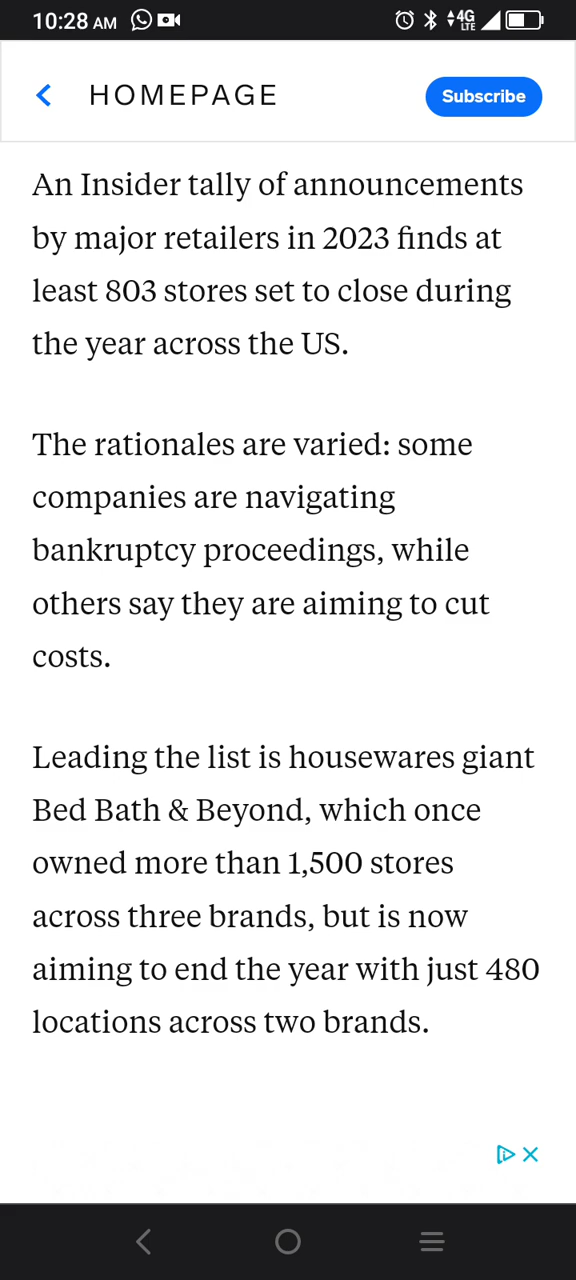 10:28 AM
4G
LTE
HOMEPAGE
Subscribe
An Insider tally of announcements
by major retailers in 2023 finds at
least 803 stores set to close during
the year across the US.
The rationales are varied: some
companies are navigating
bankruptcy proceedings, while
others say they are aiming to cut
costs.
Leading the list is housewares giant
Bed Bath & Beyond, which once
owned more than 1,500 stores
across three brands, but is now
aiming to end the year with just 480
locations across two brands.